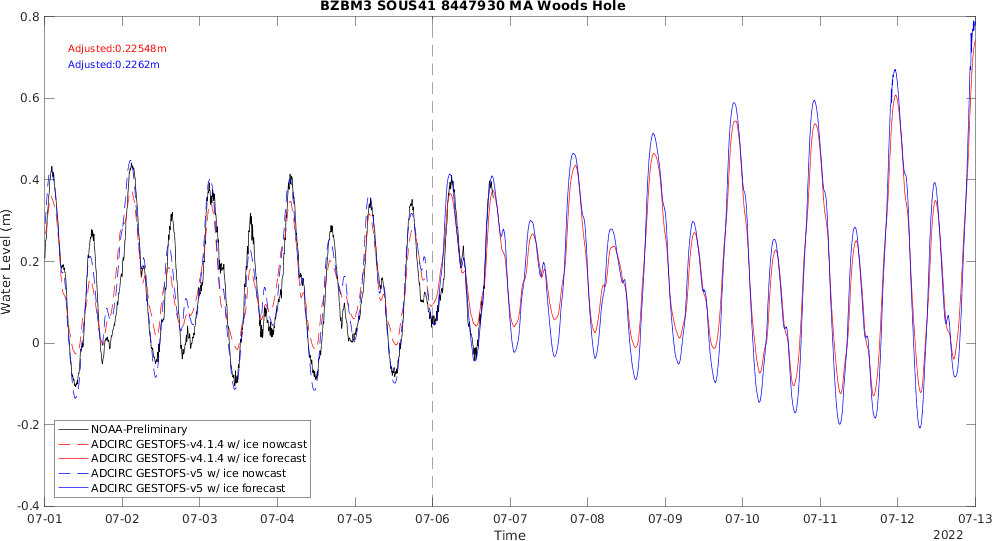 BZBM3 SOUS41 8447930 MA Woods Hole
Adjusted:0.22548m
Adjusted:0.2262m
Water Level (m)
0.8
0.6
0.4
0.2
0
-0.2
-0.4
NOAA-Preliminary
ADCIRC GESTOFS-v4.1.4 w/ ice nowcast
ADCIRC GESTOFS-v4.1.4 w/ ice forecast
ADCIRC GESTOFS-v5 w/ ice nowcast
ADCIRC GESTOFS-v5 w/ ice forecast
07-01 07-02 07-03 07-04 07-05 07-06 07-07 07-08 07-09 07-10 07-11 07-12 07-13
Time
2022